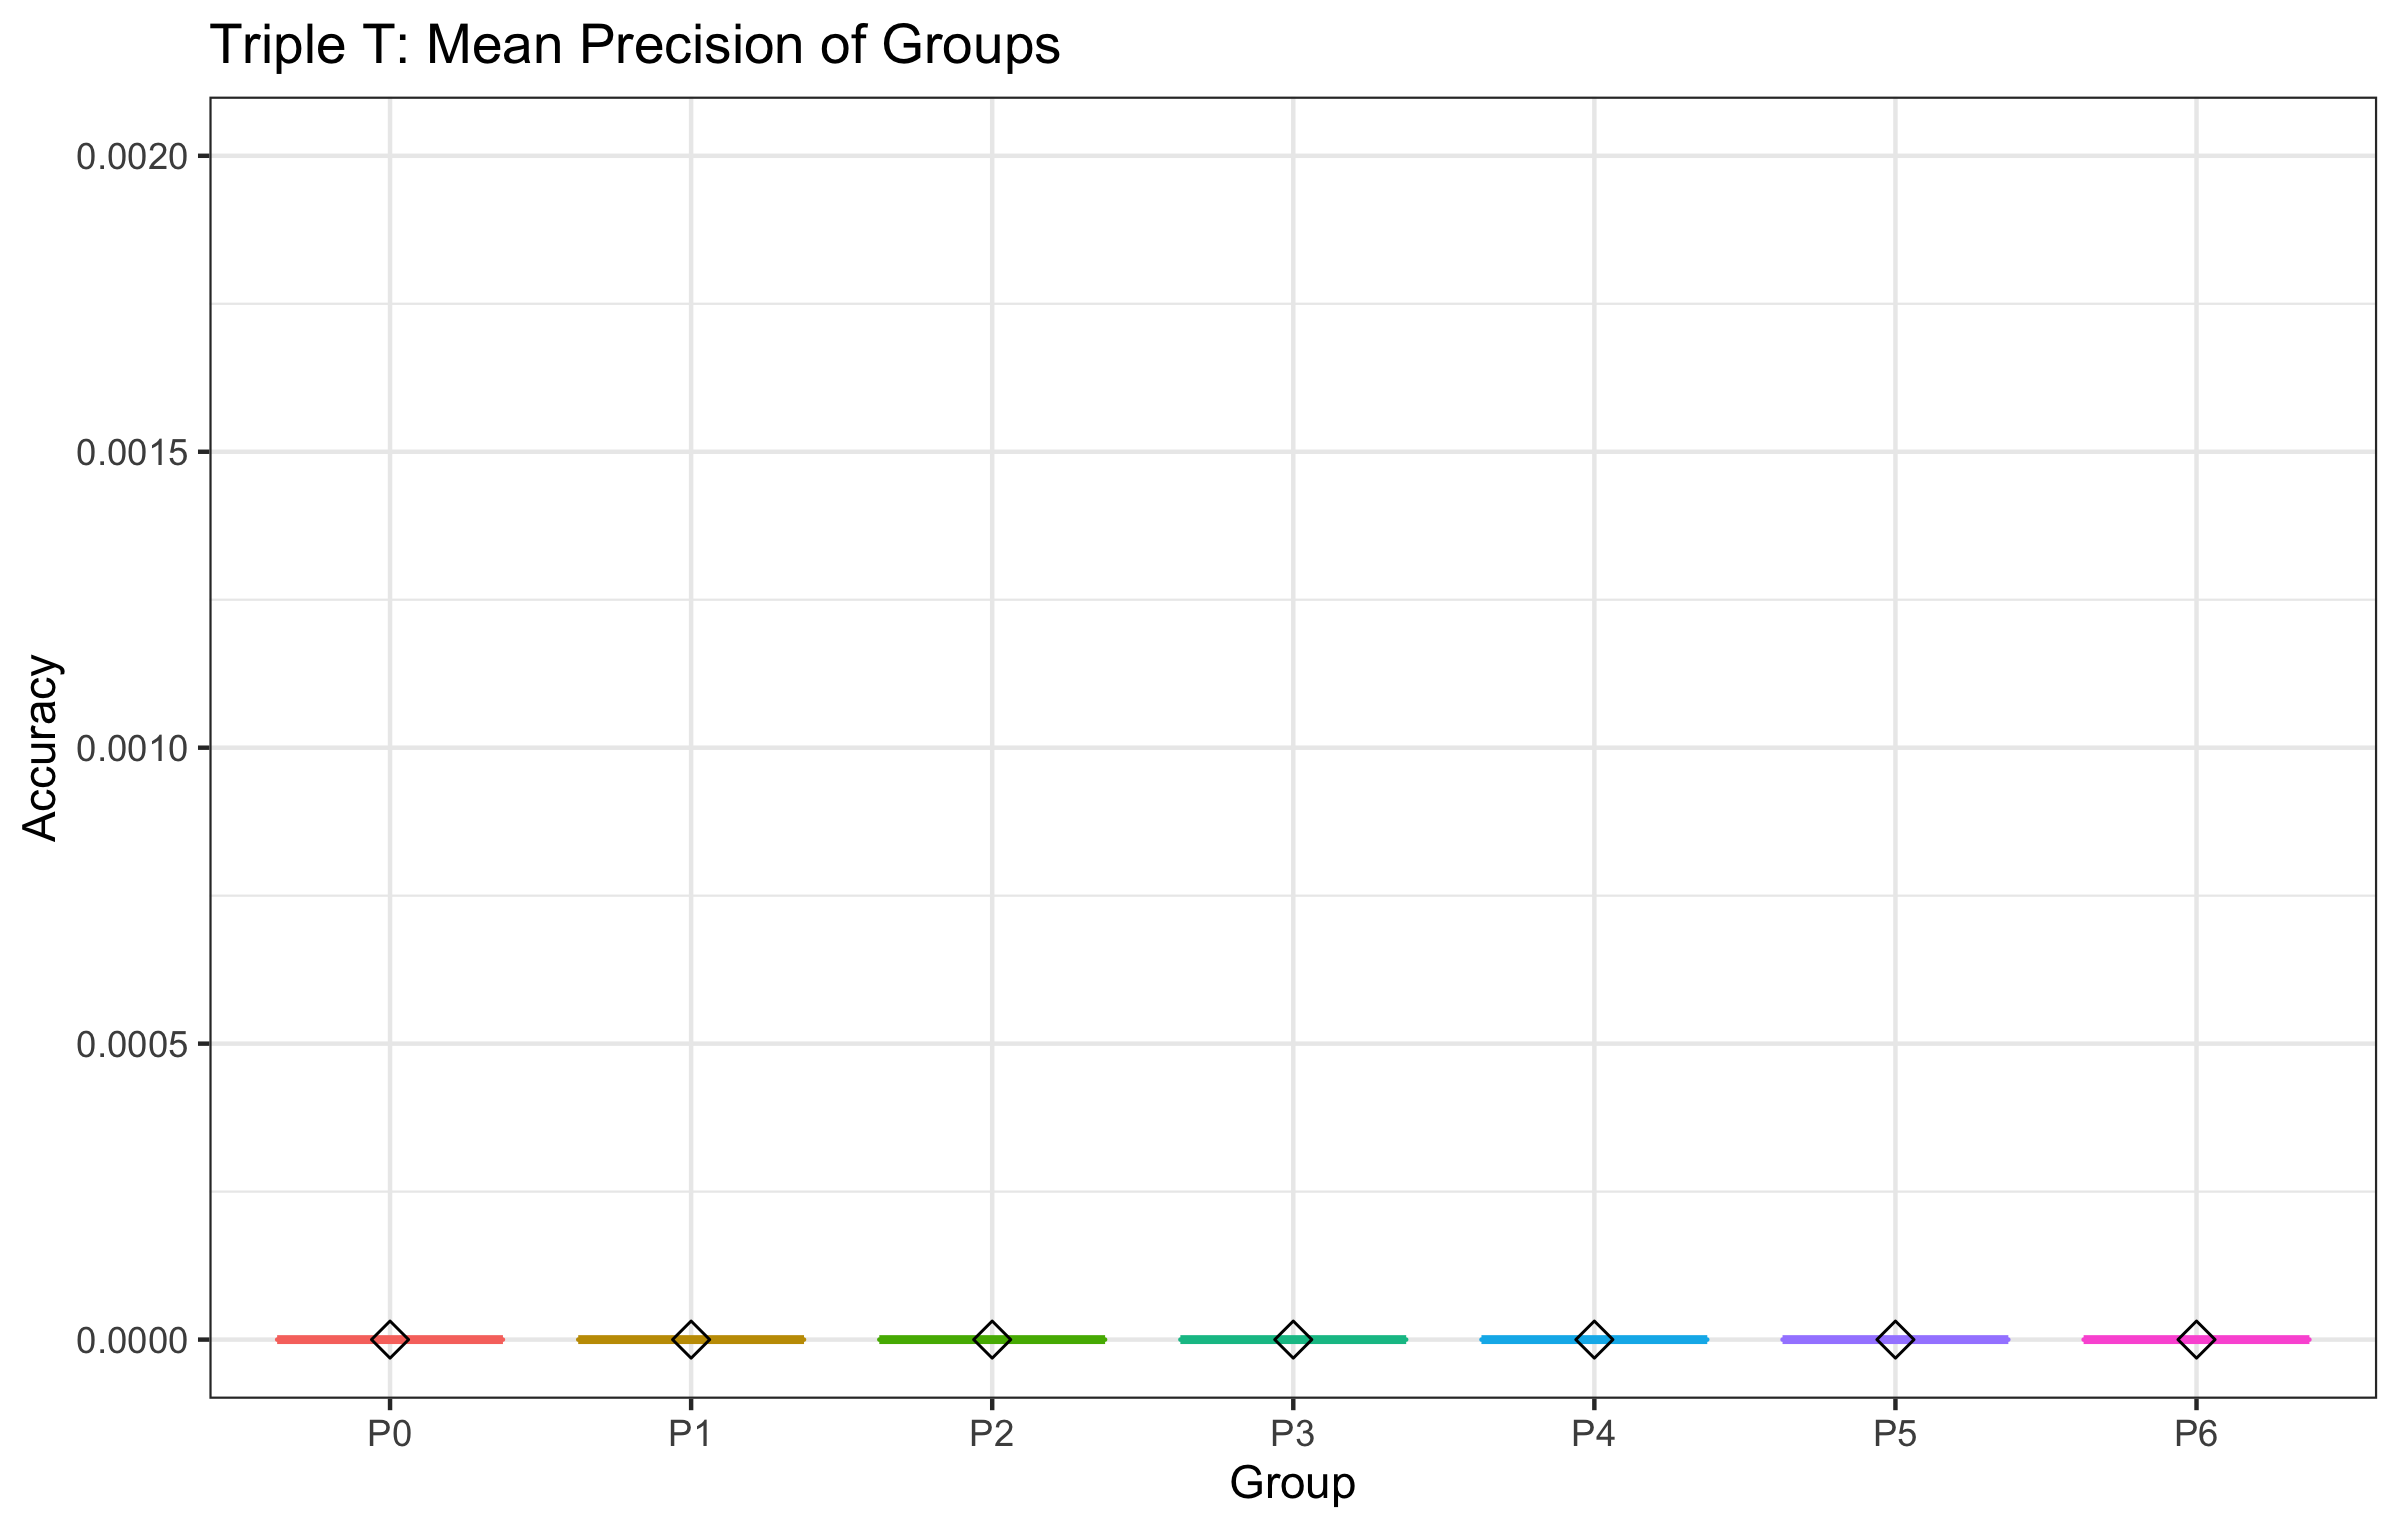 Triple T: Mean Precision of Groups
Accuracy
0.0020
0.0015
0.0010
0.0005
0.0000
P0 P1 P2 P3 P4 P5 P6
Group